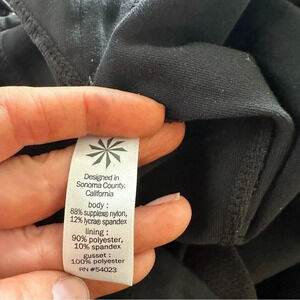 Designed in
Sonoma County,
California
body :
88% supplex® nylon,
12% lycra® spandex
lining :
90% polyester,
10% spandex
gusset :
100% polyester
RN #54023